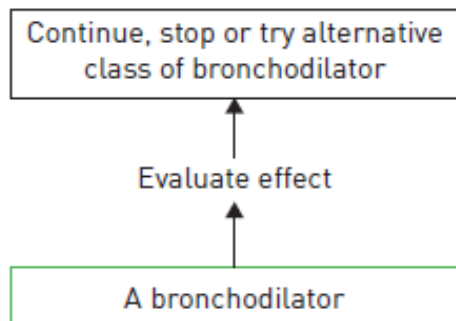 Continue, stop or try alternative
class of bronchodilator
Evaluate effect
A bronchodilator